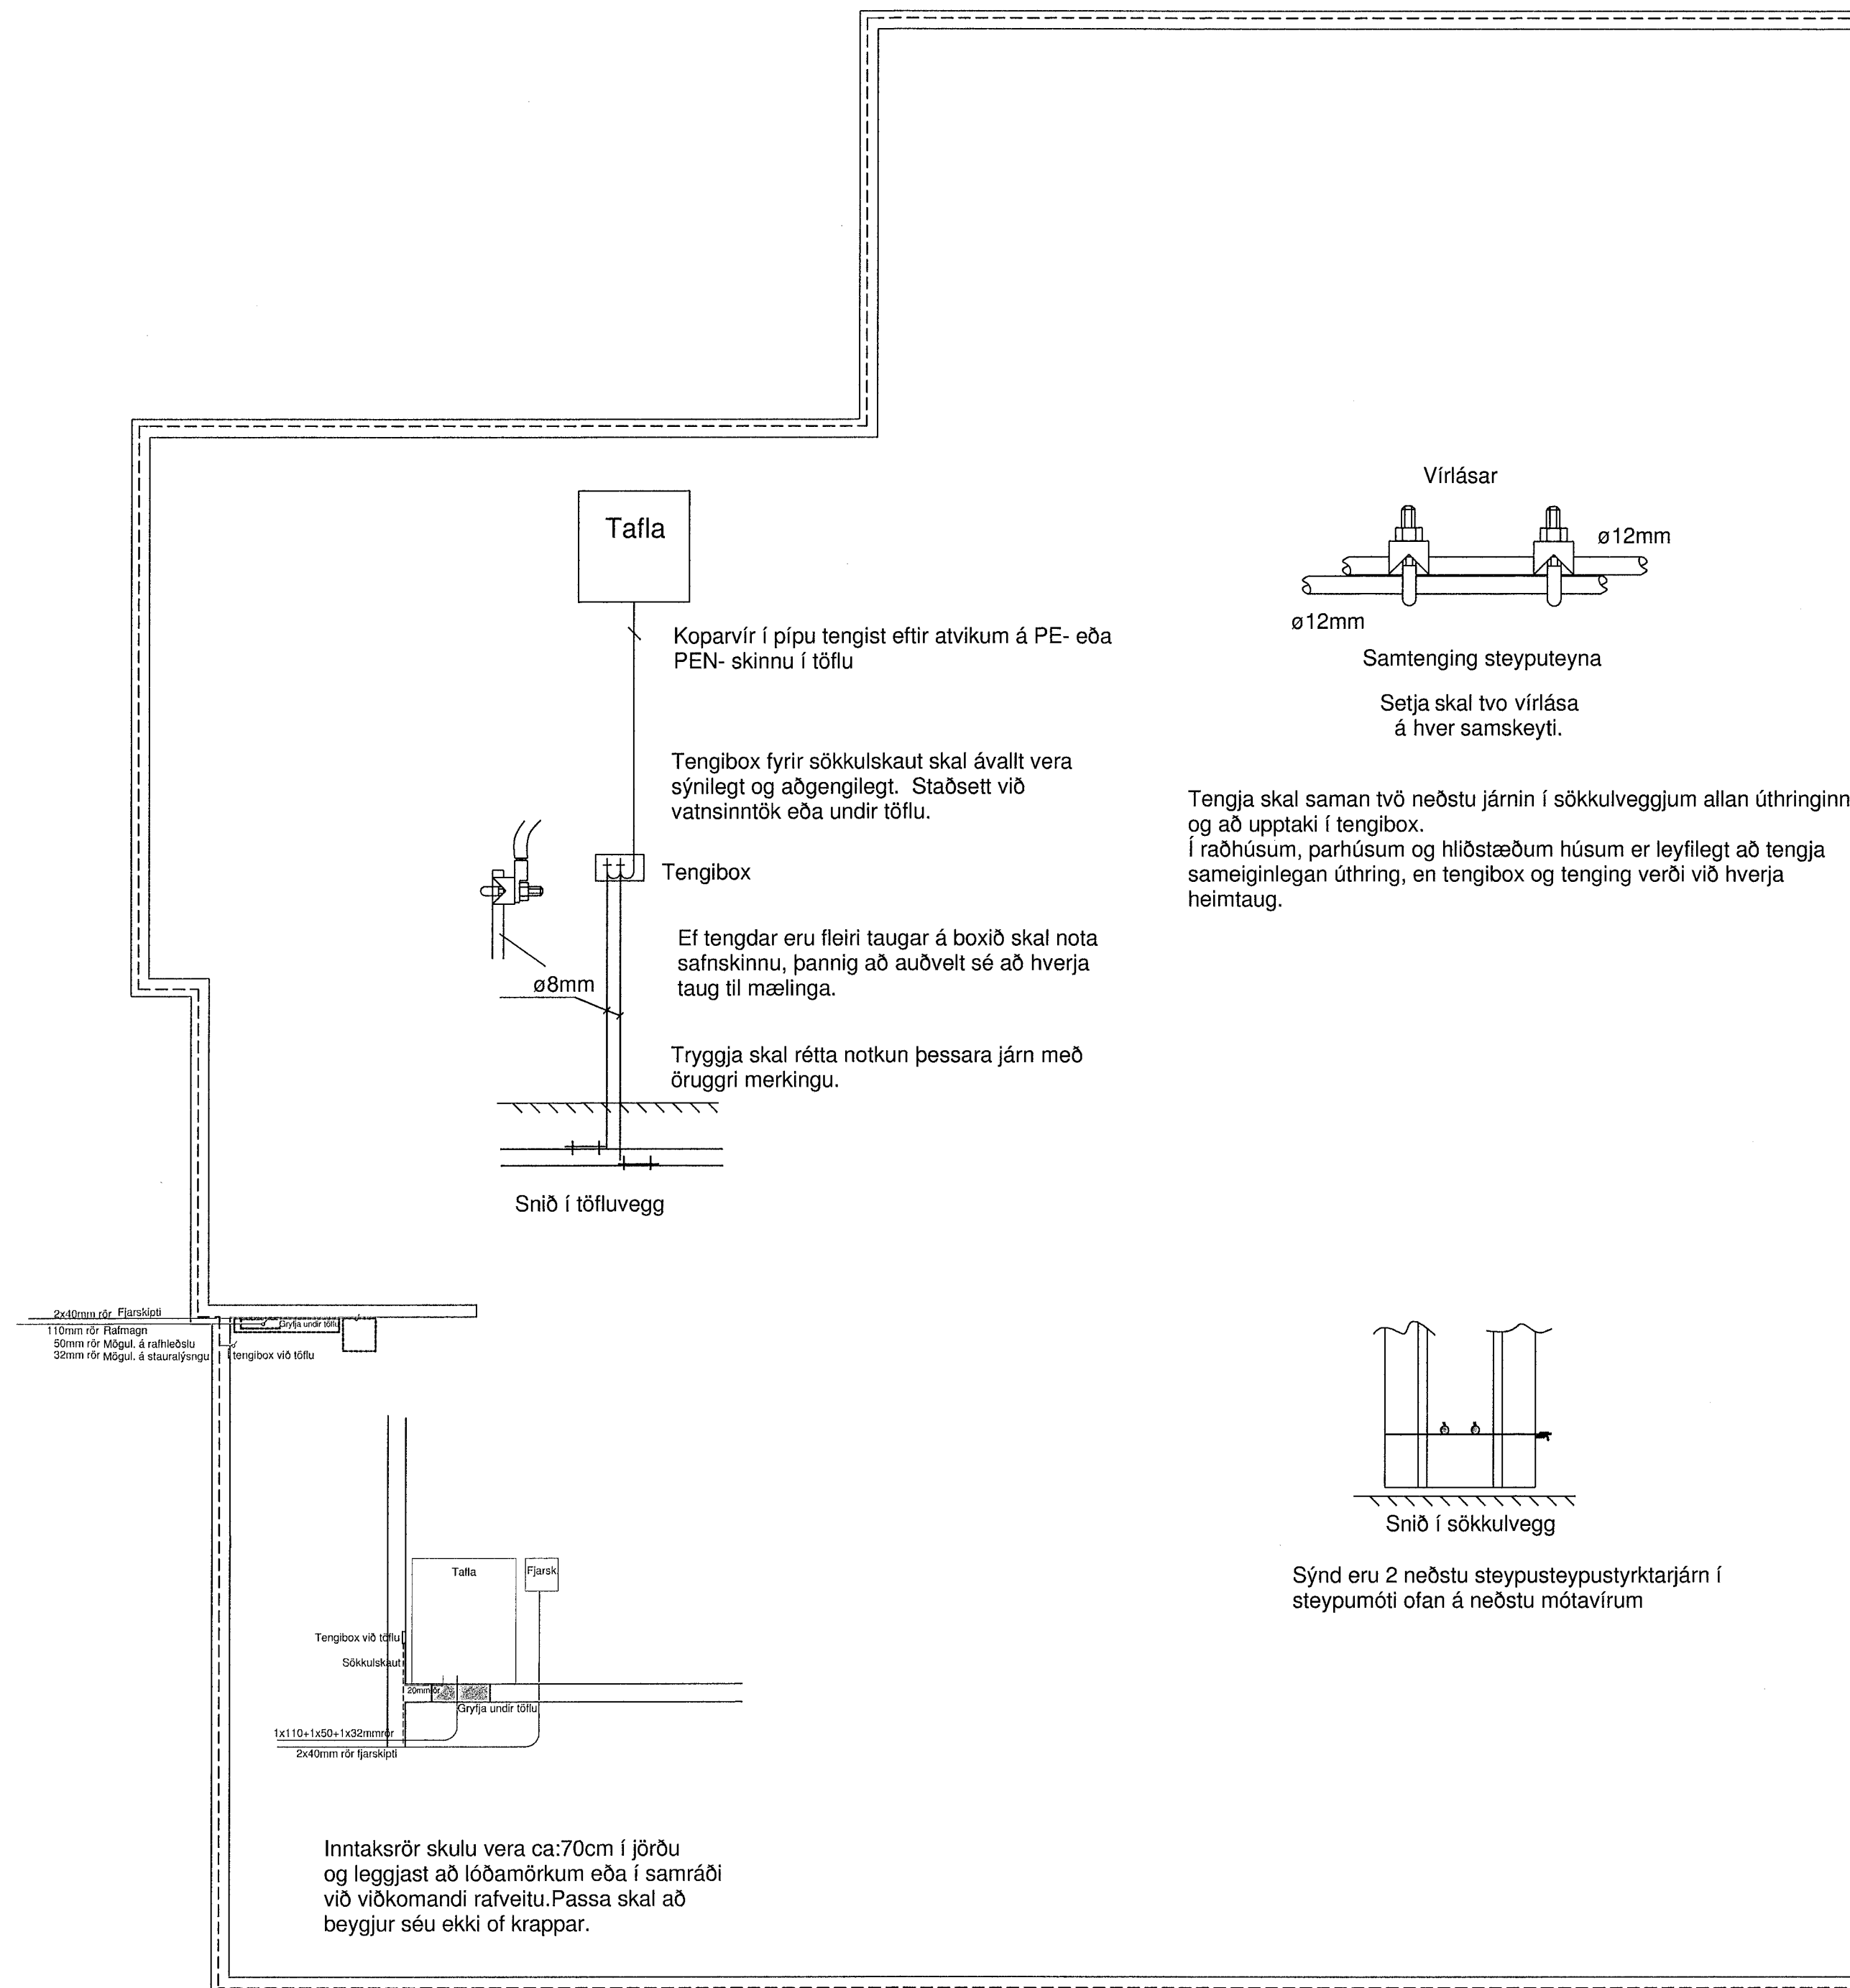 Tafla
Koparvír í pípu tengist eftir atvikum á PE- eða
PEN- skinnu í töflu
Tengibox fyrir sökkulskaut skal ávallt vera
sýnilegt og aðgengilegt. Staðsett við
vatnsinntök eða undir töflu.
Tengibox
Ef tengdar eru fleiri taugar á boxið skal nota
safnskinnu, þannig að auðvelt sé að hverja
taug til mælinga.
ø8mm
Tryggja skal rétta notkun þessara járn með
öruggri merkingu.
Snið í töfluvegg
Vírlásar
ø12mm
ø12mm
Samtenging steyputeyna
Setja skal tvo vírlása
á hver samskeyti.
Tengja skal saman tvö neðstu járnin í sökkulveggjum allan úthringinn
og að upptaki í tengibox.
Í raðhúsum, parhúsum og hliðstæðum húsum er leyfilegt að tengja
sameiginlegan úthring, en tengibox og tenging verði við hverja
heimtaug.
2x40mm rör Fjarskipti
110mm rör Rafmagn
50mm rör Mögul. á rafhleðslu
32mm rör Mögul. á stauralýsngu
Gryfja undir töflu
tengibox við töflu
Snið í sökkulvegg
Sýnd eru 2 neðstu steypusteypustyrktarjárn í
steypumóti ofan á neðstu mótavírum
Tafla
Fjarsk
Tengibox við töflu
Sökkulskaut
20mmrör
Gryfja undir töflu
1x110+1x50+1x32mmrör
2x40mm rör fjarskipti
Inntaksrör skulu vera ca:70cm í jörðu
og leggjast að lóðamörkum eða í samráði
við viðkomandi rafveitu.Passa skal að
beygjur séu ekki of krappar.